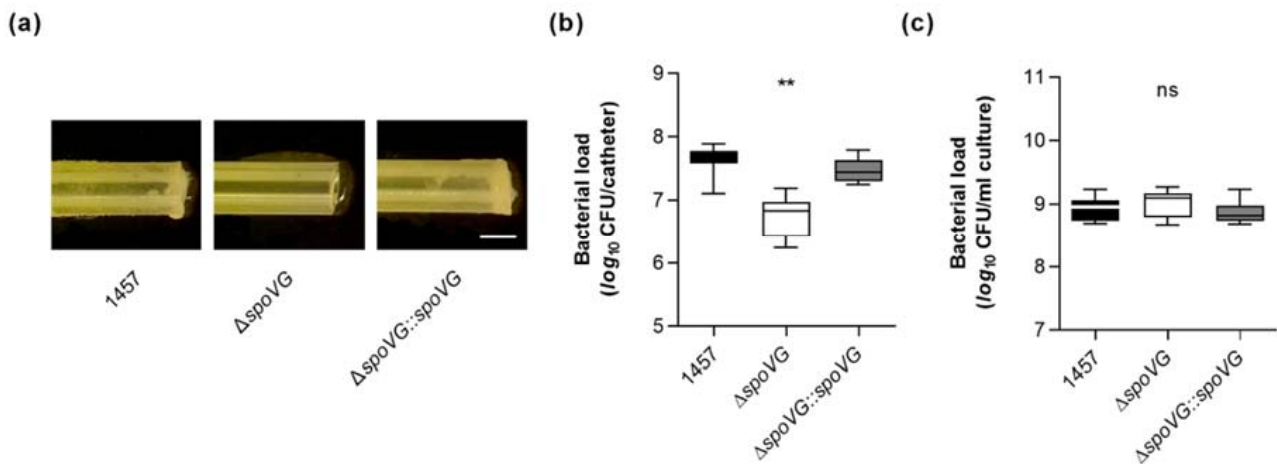 (a)
1457
ΔspoVG
ΔspoVG::spoVG
(b)
Bacterial load
(log10 CFU/catheter)
9
8
7
6
5
**
1457
ΔspoVG
ΔspoVG::spoVG
(c)
Bacterial load
(log10 CFU/ml culture)
11
10
9
8
7
ns
1457
ΔspoVG
ΔspoVG::spoVG